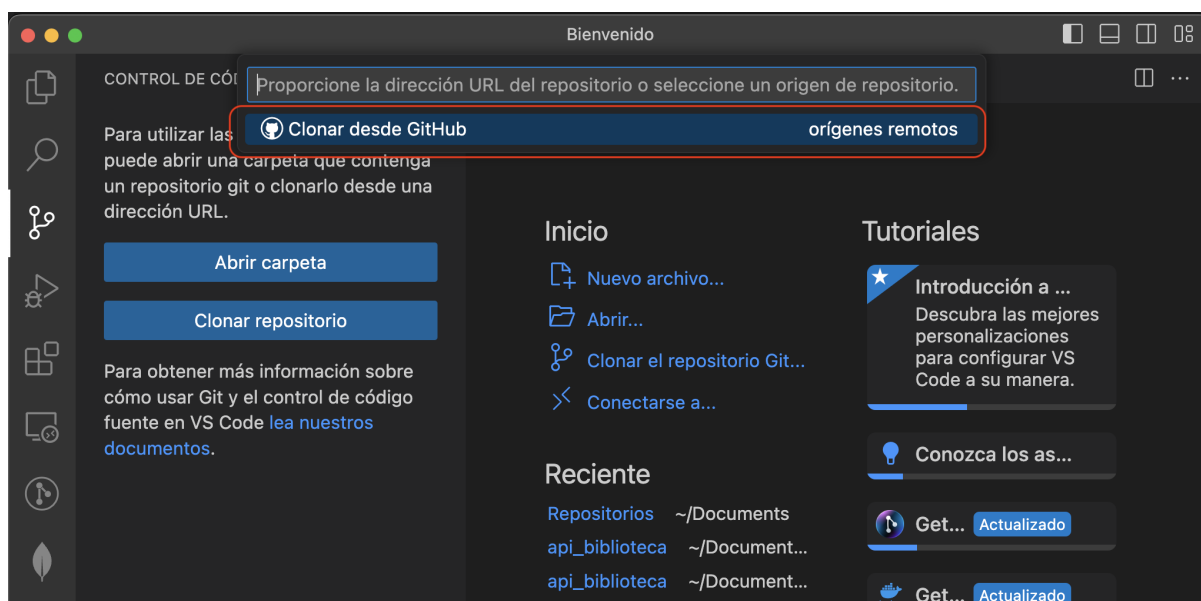 Bienvenido
CONTROL DE CÓ
Proporcione la dirección URL del repositorio o seleccione un origen de repositorio.
Clonar desde GitHub orígenes remotos
Para utilizar las
puede abrir una carpeta que contenga
un repositorio git o clonarlo desde una
dirección URL.
Abrir carpeta
Clonar repositorio
Para obtener más información sobre
cómo usar Git y el control de código
fuente en VS Code lea nuestros
documentos.
Inicio
Nuevo archivo...
Abrir...
Clonar el repositorio Git...
Conectarse a...
Reciente
Repositorios ~/Documents
api_biblioteca ~/Document...
api_biblioteca ~/Document...
Tutoriales
Introducción a ...
Descubra las mejores
personalizaciones
para configurar VS
Code a su manera.
Conozca los as...
Get... Actualizado
Get... Actualizado